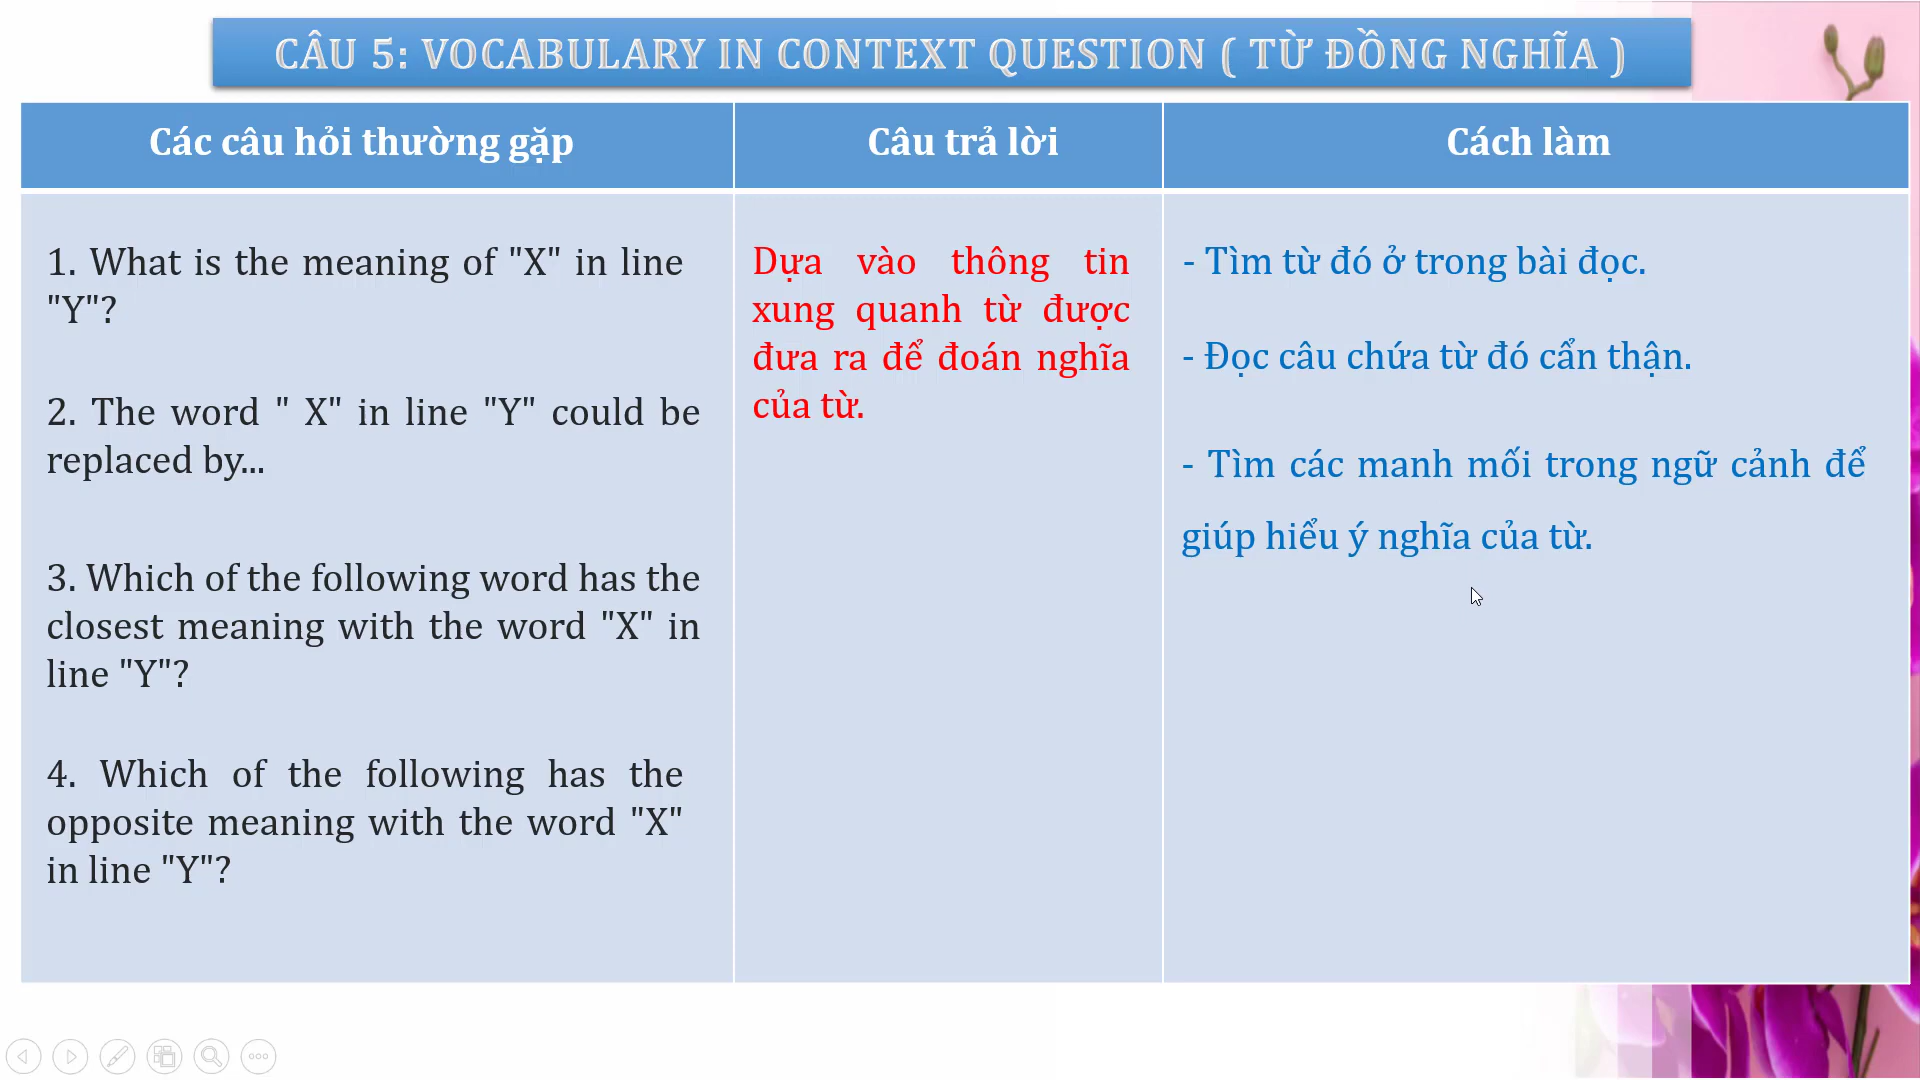 CÂU 5: VOCABULARY IN CONTEXT QUESTION ( TỪ ĐỒNG NGHĨA )
Các câu hỏi thường gặp
Câu trả lời
Cách làm
1. What is the meaning of "X" in line
"Y"?
2. The word " X" in line "Y" could be
replaced by...
3. Which of the following word has the
closest meaning with the word "X" in
line "Y"?
4. Which of the following has the
opposite meaning with the word "X"
in line "Y"?
Dựa vào thông tin
xung quanh từ được
đưa ra để đoán nghĩa
của từ.
- Tìm từ đó ở trong bài đọc.
- Đọc câu chứa từ đó cẩn thận.
- Tìm các manh mối trong ngữ cảnh để
giúp hiểu ý nghĩa của từ.